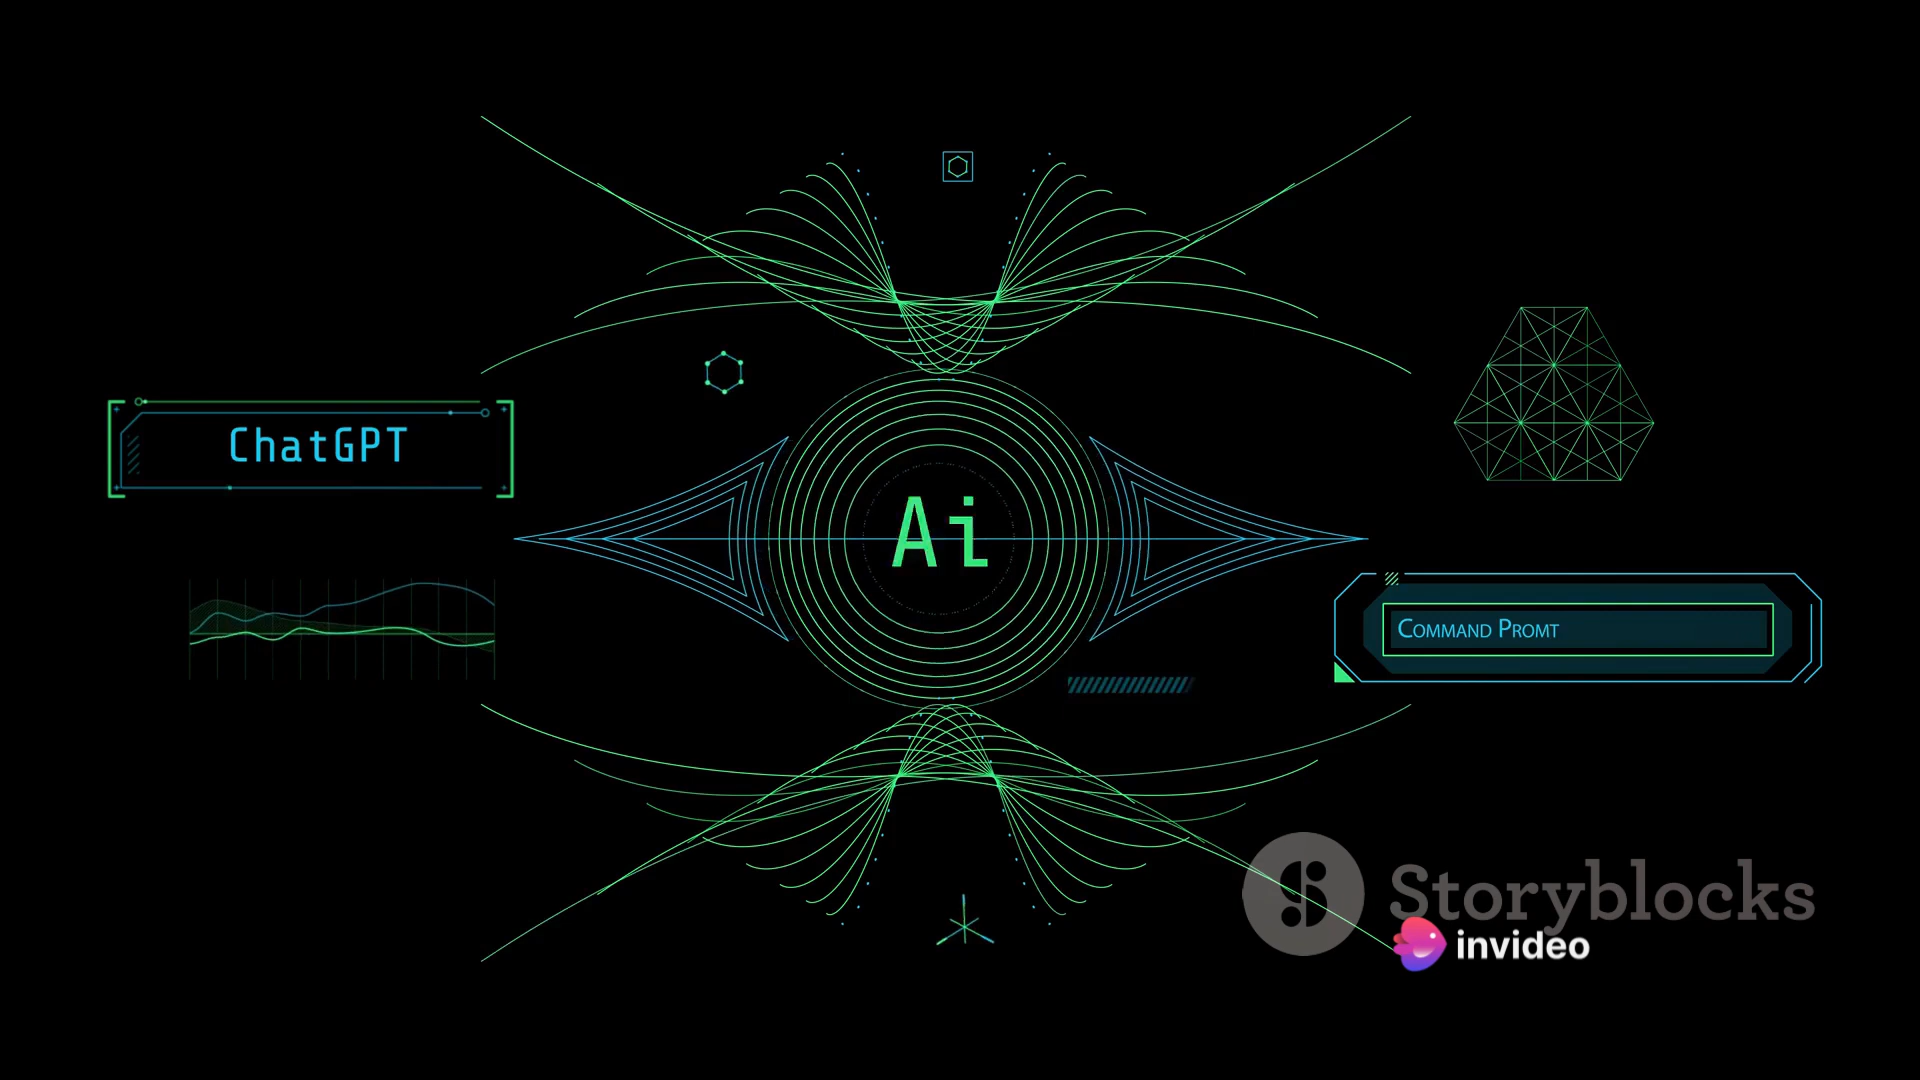 ChatGPT
Ai
Command Promt
Storyblocks
invideo